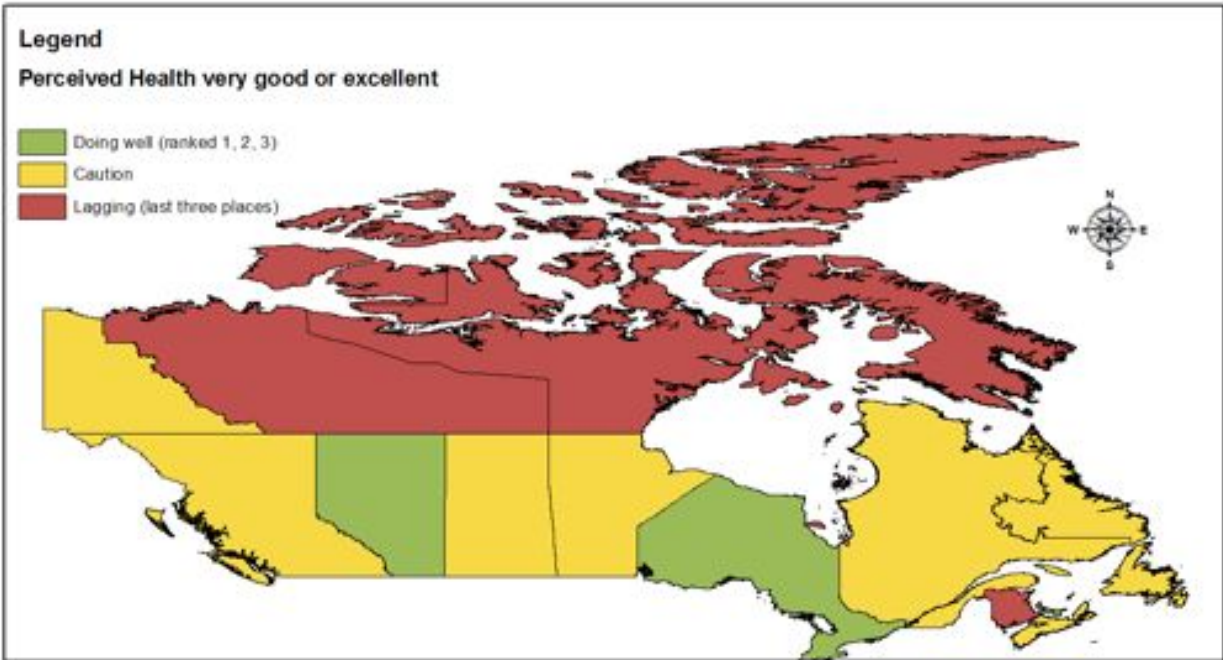 Legend
Perceived Health very good or excellent
Doing well (ranked 1, 2, 3)
Caution
Lagging (last three places)
N
W E
S